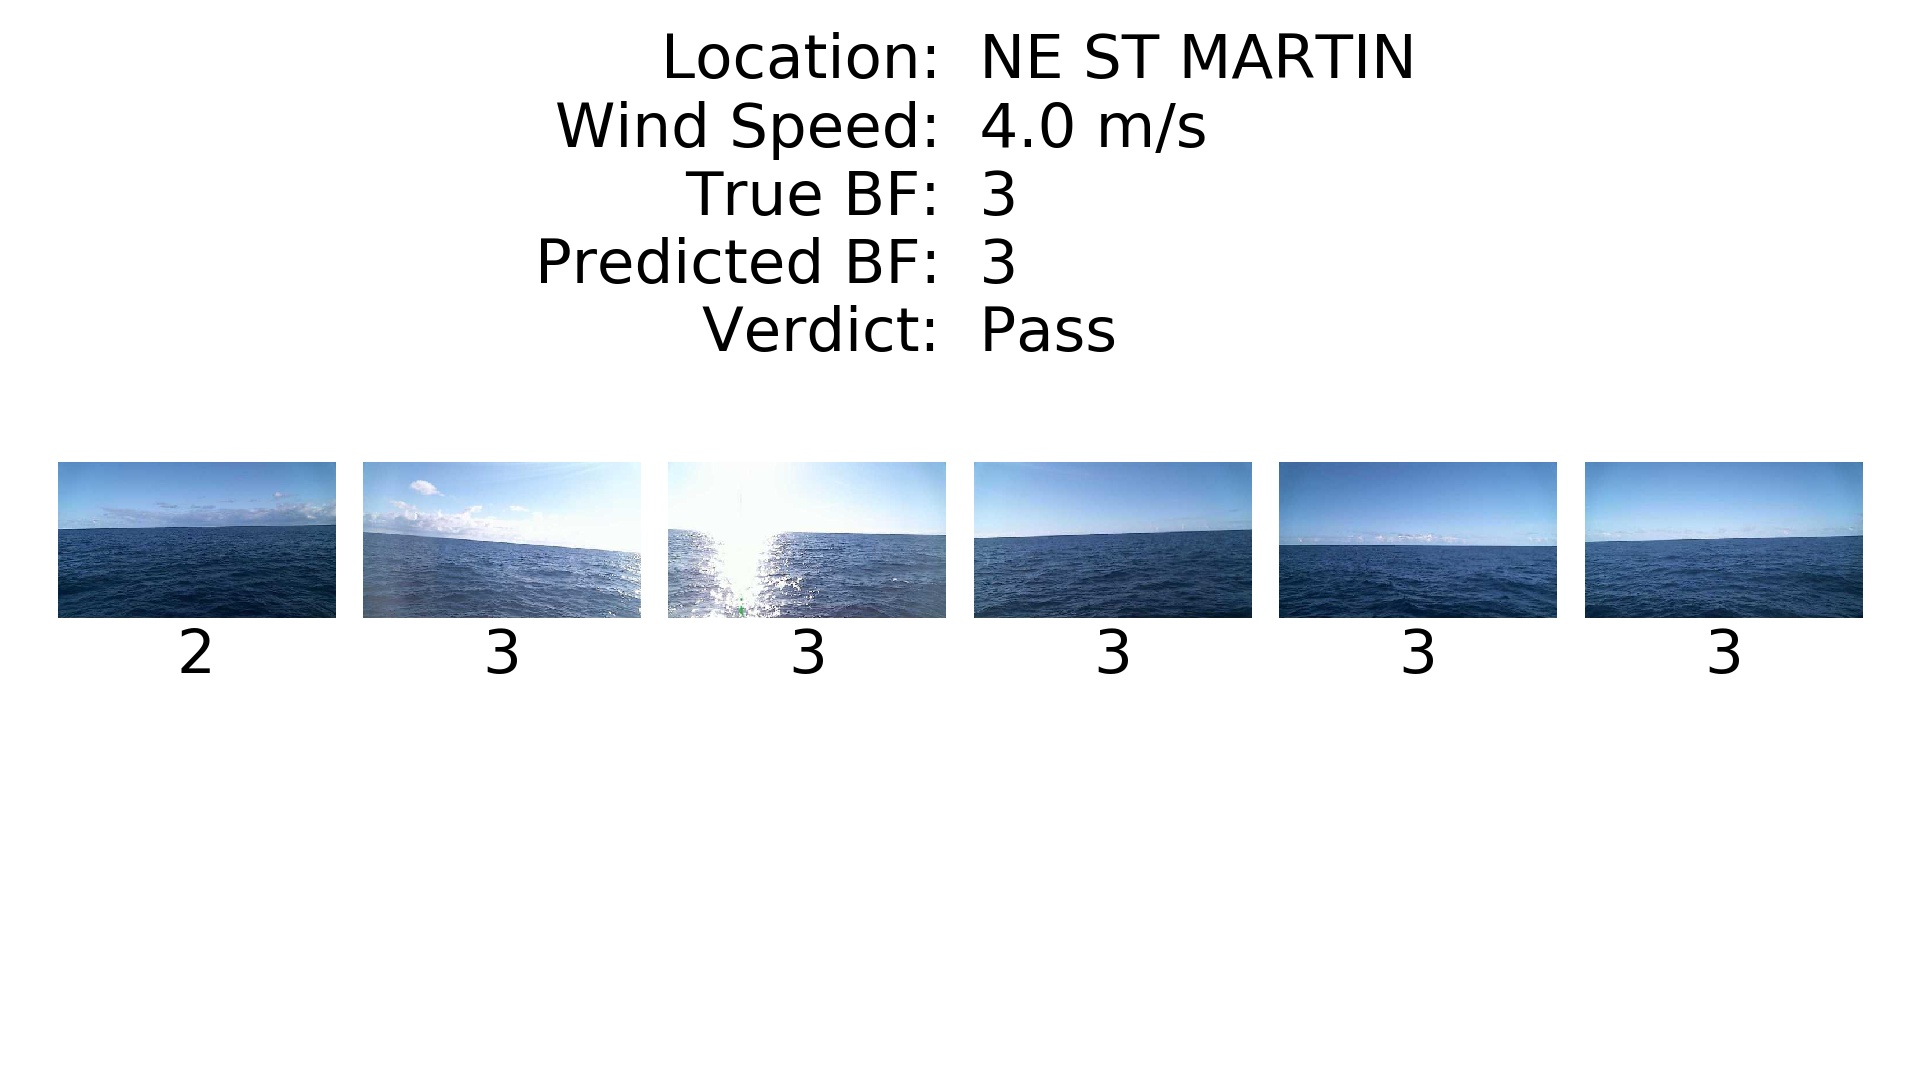 Location: NE ST MARTIN
Wind Speed: 4.0 m/s
True BF: 3
Predicted BF: 3
Verdict: Pass
2 3 3 3 3 3